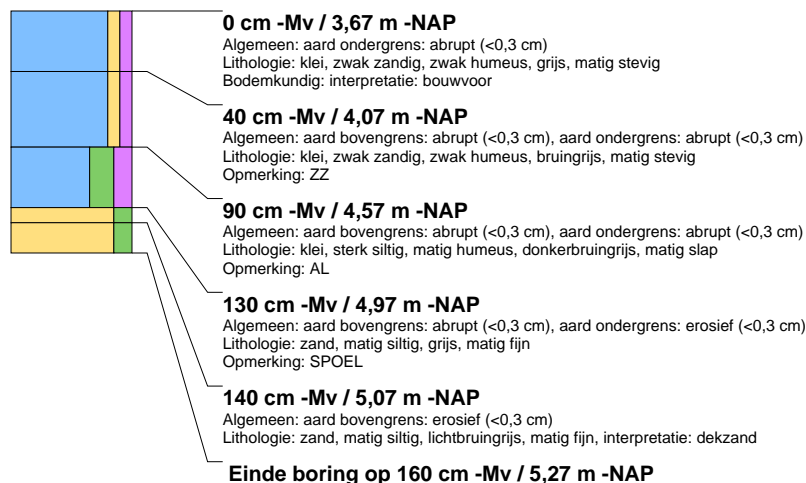 0 cm -Mv / 3,67 m -NAP
Algemeen: aard ondergrens: abrupt (<0,3 cm)
Lithologie: klei, zwak zandig, zwak humeus, grijs, matig stevig
Bodemkundig: interpretatie: bouwvoor
40 cm -Mv / 4,07 m -NAP
Algemeen: aard bovengrens: abrupt (<0,3 cm), aard ondergrens: abrupt (<0,3 cm)
Lithologie: klei, zwak zandig, zwak humeus, bruingrijs, matig stevig
Opmerking: ZZ
90 cm -Mv / 4,57 m -NAP
Algemeen: aard bovengrens: abrupt (<0,3 cm), aard ondergrens: abrupt (<0,3 cm)
Lithologie: klei, sterk siltig, matig humeus, donkerbruingrijs, matig slap
Opmerking: AL
130 cm -Mv / 4,97 m -NAP
Algemeen: aard bovengrens: abrupt (<0,3 cm), aard ondergrens: erosief (<0,3 cm)
Lithologie: zand, matig siltig, grijs, matig fijn
Opmerking: SPOEL
140 cm -Mv / 5,07 m -NAP
Algemeen: aard bovengrens: erosief (<0,3 cm)
Lithologie: zand, matig siltig, lichtbruingrijs, matig fijn, interpretatie: dekzand
Einde boring op 160 cm -Mv / 5,27 m -NAP